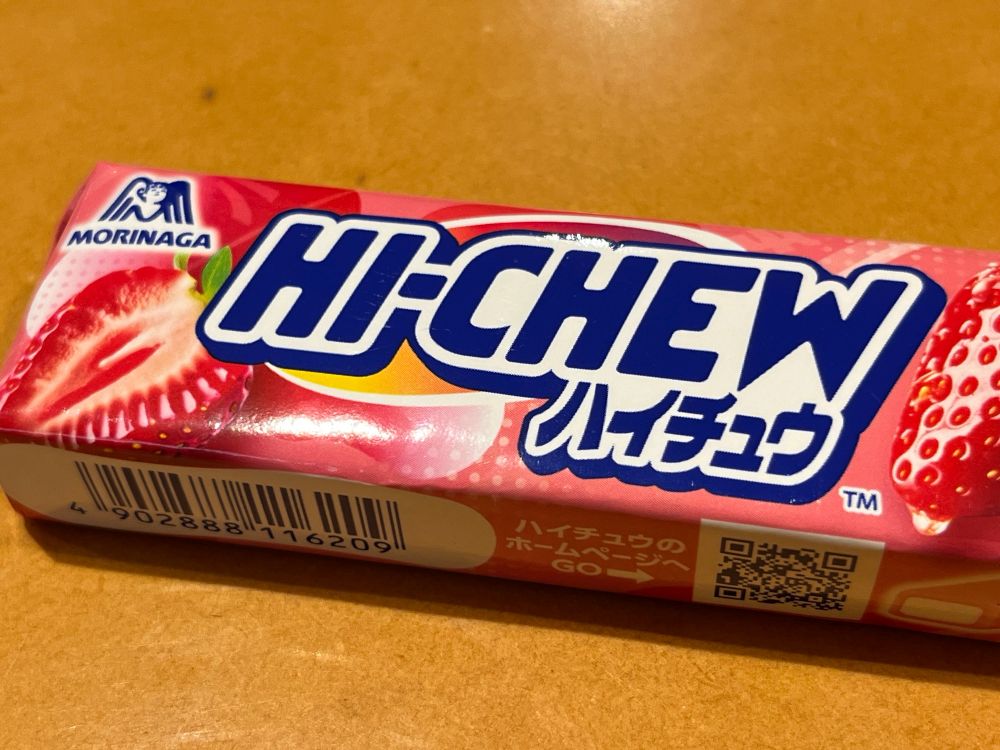 MORINAGA
HI-CHEW
ハイチュウ
TM
4 902888 116209
ハイチュウの
ホームページへ
GO→